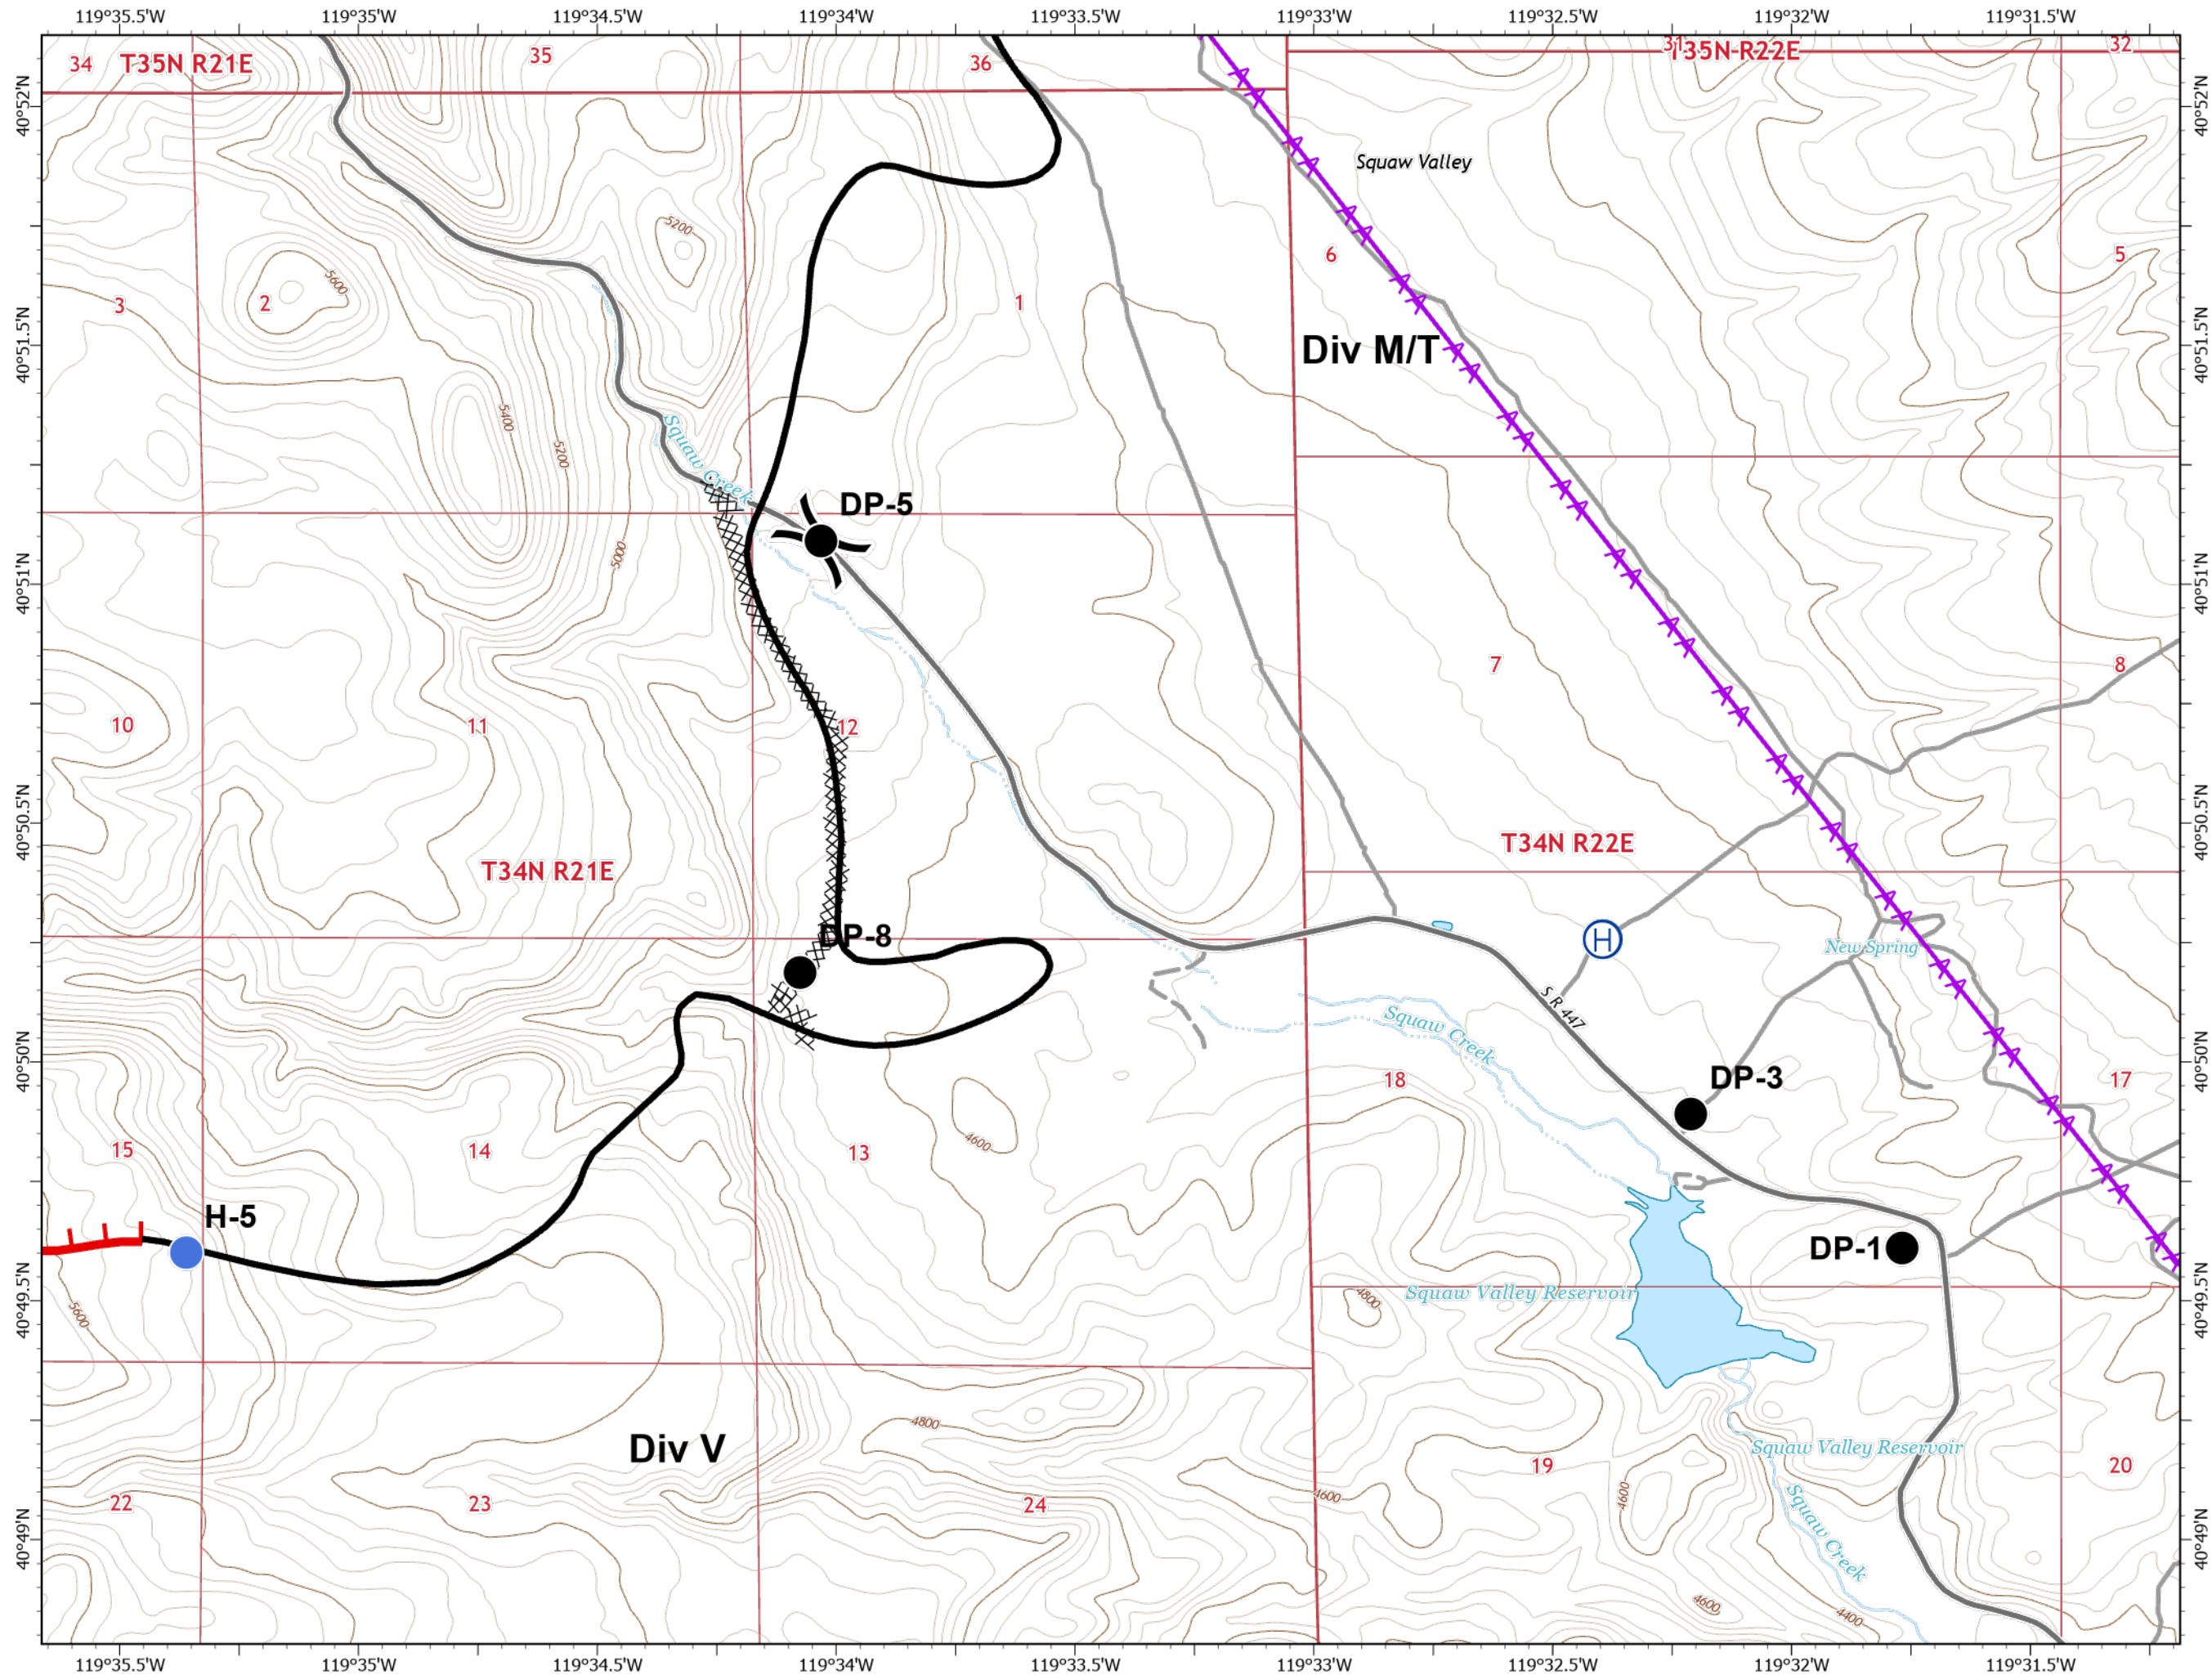 119°35.5'W 119°35'W 119°34.5'W 119°34'W 119°33.5'W 119°33'W 119°32.5'W 119°32'W 119°31.5'W
34 T35N R21E 35 36 31 T35N R22E 32
40°52'N 40°52'N
Squaw Valley
5200
6 5
5600
3 2 1
40°51.5'N Div M/T 40°51.5'N
5400
5200
Squaw Creek
DP-5
5000
40°51'N 40°51'N
7 8
10 11 12
40°50.5'N 40°50.5'N
T34N R22E
T34N R21E
DP-8 H
New Spring
S R 447
Squaw Creek
40°50'N 40°50'N
18 DP-3 17
4600
15 14 13
H-5
DP-1
Squaw Valley Reservoir
4800
5600
40°49.5'N 40°49.5'N
4800
Div V
Squaw Valley Reservoir
19 20
4600
4600
22 23 24
Squaw Creek
40°49'N 40°49'N
4600
4400
119°35.5'W 119°35'W 119°34.5'W 119°34'W 119°33.5'W 119°33'W 119°32.5'W 119°32'W 119°31.5'W